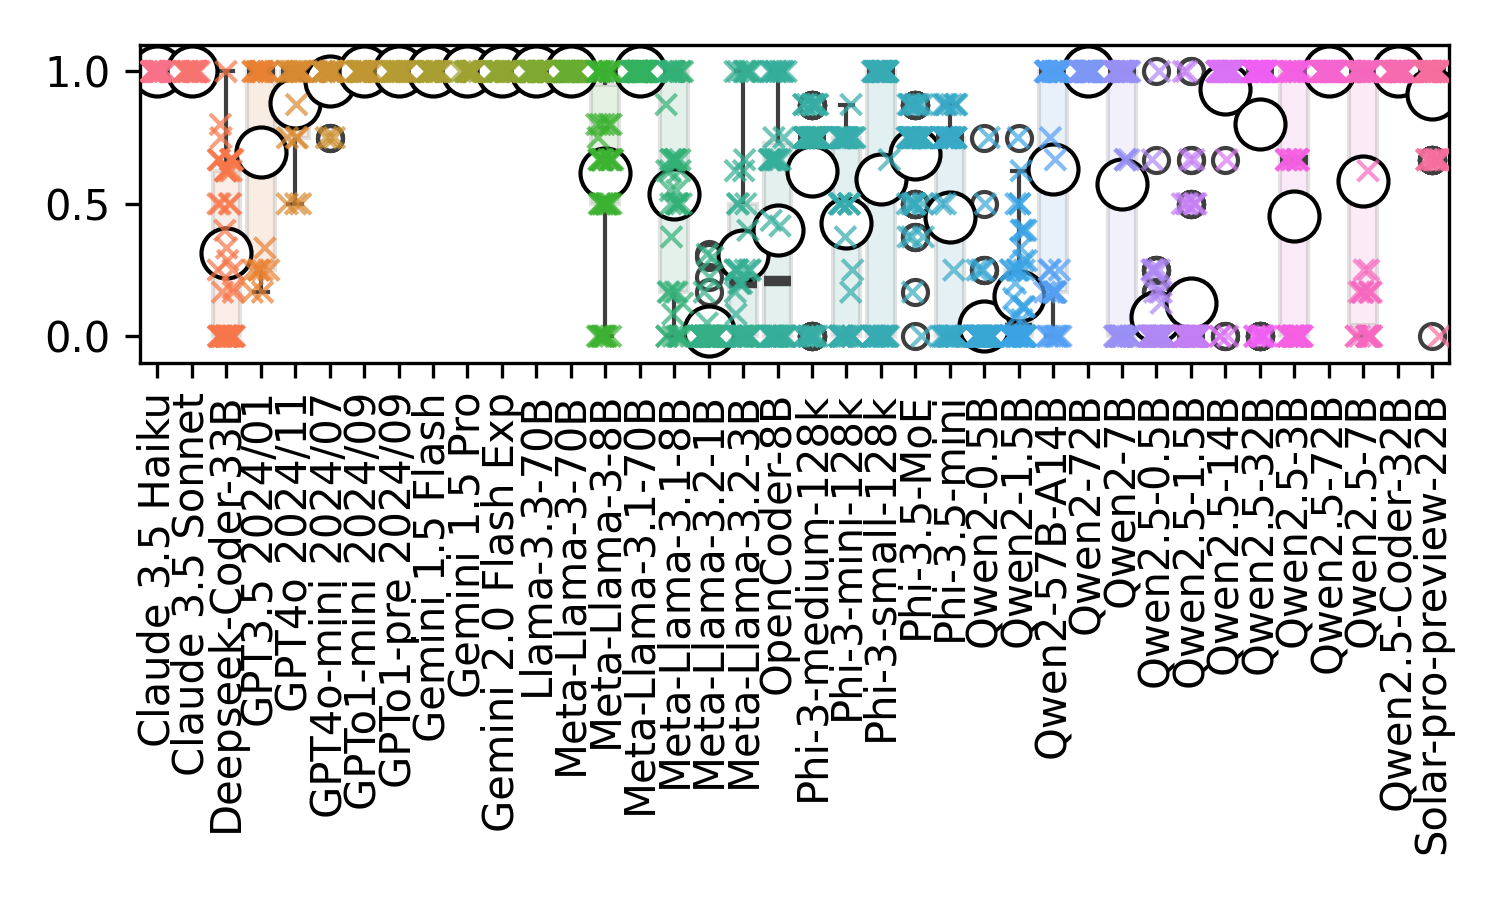 1.0
0.5
0.0
Claude 3.5 Haiku
Claude 3.5 Sonnet
Deepseek-Coder-33B
GPT3.5 2024/01
GPT4o 2024/11
GPT4o-mini 2024/07
GPTo1-mini 2024/09
GPTo1-pre 2024/09
Gemini 1.5 Flash
Gemini 1.5 Pro
Gemini 2.0 Flash Exp
Llama-3.3-70B
Meta-Llama-3-70B
Meta-Llama-3-8B
Meta-Llama-3.1-70B
Meta-Llama-3.1-8B
Meta-Llama-3.2-1B
Meta-Llama-3.2-3B
OpenCoder-8B
Phi-3-medium-128k
Phi-3-mini-128k
Phi-3-small-128k
Phi-3.5-MoE
Phi-3.5-mini
Qwen2-0.5B
Qwen2-1.5B
Qwen2-57B-A14B
Qwen2-72B
Qwen2-7B
Qwen2.5-0.5B
Qwen2.5-1.5B
Qwen2.5-14B
Qwen2.5-32B
Qwen2.5-3B
Qwen2.5-72B
Qwen2.5-7B
Qwen2.5-Coder-32B
Solar-pro-preview-22B